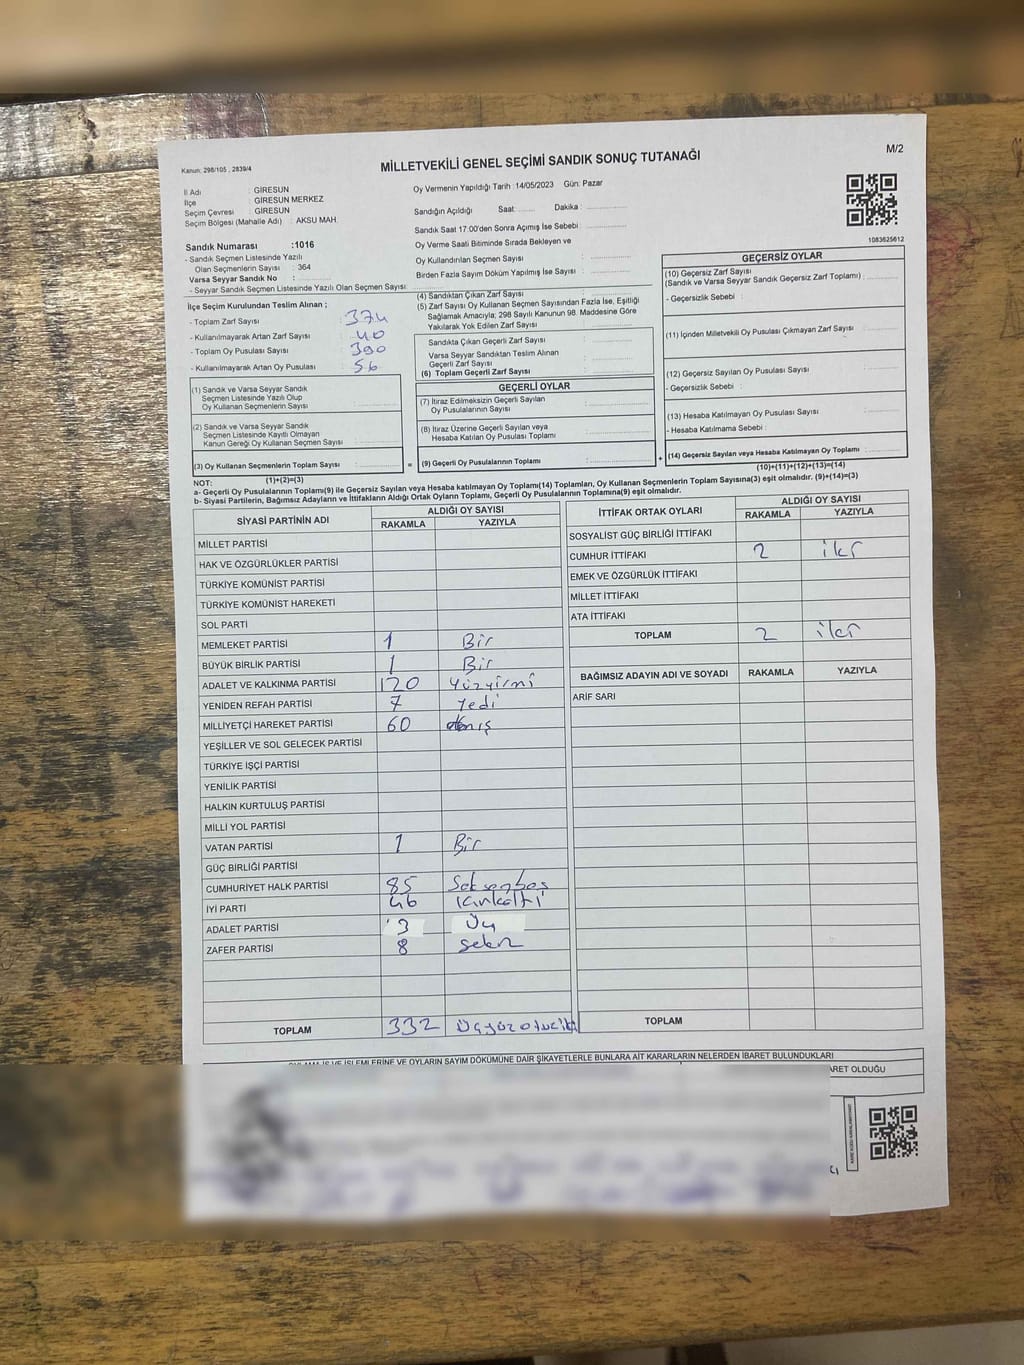 Kanun: 298/105 , 2839/4
MİLLETVEKİLİ GENEL SEÇİMİ SANDIK SONUÇ TUTANAĞI
M/2
İl Adı : GİRESUN
İlçe : GİRESUN MERKEZ
Seçim Çevresi : GİRESUN
Seçim Bölgesi (Mahalle Adı) : AKSU MAH.
Sandık Numarası :1016
- Sandık Seçmen Listesinde Yazılı
Olan Seçmenlerin Sayısı : 364
Varsa Seyyar Sandık No :
- Seyyar Sandık Seçmen Listesinde Yazılı Olan Seçmen Sayısı
Oy Vermenin Yapıldığı Tarih :14/05/2023 Gün: Pazar
Sandığın Açıldığı Saat: Dakika :
Sandık Saat 17:00'den Sonra Açımış İse Sebebi :
Oy Verme Saati Bitiminde Sırada Bekleyen ve
Oy Kullandırılan Seçmen Sayısı :
Birden Fazla Sayım Döküm Yapılmış İse Sayısı :
1083625612
İlçe Seçim Kurulundan Teslim Alınan ;
- Toplam Zarf Sayısı : 374
- Kullanılmayarak Artan Zarf Sayısı : 40
- Toplam Oy Pusulası Sayısı : 390
- Kullanılmayarak Artan Oy Pusulası : 56
(4) Sandıktan Çıkan Zarf Sayısı
(5) Zarf Sayısı Oy Kullanan Seçmen Sayısından Fazla İse, Eşitliği
Sağlamak Amacıyla; 298 Sayılı Kanunun 98. Maddesine Göre
Yakılarak Yok Edilen Zarf Sayısı :
Sandıkta Çıkan Geçerli Zarf Sayısı :
Varsa Seyyar Sandıktan Teslim Alınan
Geçerli Zarf Sayısı :
(6) Toplam Geçerli Zarf Sayısı :
GEÇERSİZ OYLAR
(10) Geçersiz Zarf Sayısı
(Sandık ve Varsa Seyyar Sandık Geçersiz Zarf Toplamı) :
- Geçersizlik Sebebi :
(11) İçinden Milletvekili Oy Pusulası Çıkmayan Zarf Sayısı :
(12) Geçersiz Sayılan Oy Pusulası Sayısı :
- Geçersizlik Sebebi :
(13) Hesaba Katılmayan Oy Pusulası Sayısı :
- Hesaba Katılmama Sebebi :
(14) Geçersiz Sayılan veya Hesaba Katılmayan Oy Toplamı :
(10)+(11)+(12)+(13)=(14)
(1) Sandık ve Varsa Seyyar Sandık
Seçmen Listesinde Yazılı Olup
Oy Kullanan Seçmenlerin Sayısı :
(2) Sandık ve Varsa Seyyar Sandık
Seçmen Listesinde Kayıtlı Olmayan
Kanun Gereği Oy Kullanan Seçmen Sayısı :
(3) Oy Kullanan Seçmenlerin Toplam Sayısı : =
(1)+(2)=(3)
GEÇERLİ OYLAR
(7) İtiraz Edilmeksizin Geçerli Sayılan
Oy Pusulalarının Sayısı :
(8) İtiraz Üzerine Geçerli Sayılan veya
Hesaba Katılan Oy Pusulası Toplamı :
(9) Geçerli Oy Pusulalarının Toplamı : +
NOT:
a- Geçerli Oy Pusulaları Toplamı(9) ile Geçersiz Sayılan veya Hesaba Katılmayan Oy Toplamı(14) Toplamları, Oy Kullanan Seçmenlerin Toplam Sayısına(3) eşit olmalıdır. (9)+(14)=(3)
b- Siyasi Partilerin, Bağımsız Adayların ve İttifakların Aldığı Ortak Oyların Toplamı, Geçerli Oy Pusulalarının Toplamına(9) eşit olmalıdır.
SİYASİ PARTİNİN ADI ALDIĞI OY SAYISI
RAKAMLA YAZIYLA
MİLLET PARTİSİ
HAK VE ÖZGÜRLÜKLER PARTİSİ
TÜRKİYE KOMÜNİST PARTİSİ
TÜRKİYE KOMÜNİST HAREKETİ
SOL PARTİ
MEMLEKET PARTİSİ 1 Bir
BÜYÜK BİRLİK PARTİSİ 1 Bir
ADALET VE KALKINMA PARTİSİ 120 Yüzyirmi
YENİDEN REFAH PARTİSİ 7 Yedi
MİLLİYETÇİ HAREKET PARTİSİ 60
YEŞİLLER VE SOL GELECEK PARTİSİ
TÜRKİYE İŞÇİ PARTİSİ
YENİLİK PARTİSİ
HALKIN KURTULUŞ PARTİSİ
MİLLİ YOL PARTİSİ
VATAN PARTİSİ 1 Bir
GÜÇ BİRLİĞİ PARTİSİ
CUMHURİYET HALK PARTİSİ 85 Seksenbeş
İYİ PARTİ 46 Kırkaltı
ADALET PARTİSİ 3 Üç
ZAFER PARTİSİ 8 Sekiz
TOPLAM 332
İTTİFAK ORTAK OYLARI ALDIĞI OY SAYISI
RAKAMLA YAZIYLA
SOSYALİST GÜÇ BİRLİĞİ İTTİFAKI
CUMHUR İTTİFAKI 2 iki
EMEK VE ÖZGÜRLÜK İTTİFAKI
MİLLET İTTİFAKI
ATA İTTİFAKI
TOPLAM 2 iki
BAĞIMSIZ ADAYIN ADI VE SOYADI RAKAMLA YAZIYLA
ARİF SARI
TOPLAM
İŞLEMLERİNE VE OYLARIN SAYIM DÖKÜMÜNE DAİR ŞİKAYETLERLE BUNLARA AİT KARARLARIN NELERDEN İBARET BULUNDUKLARI
OLDUĞU